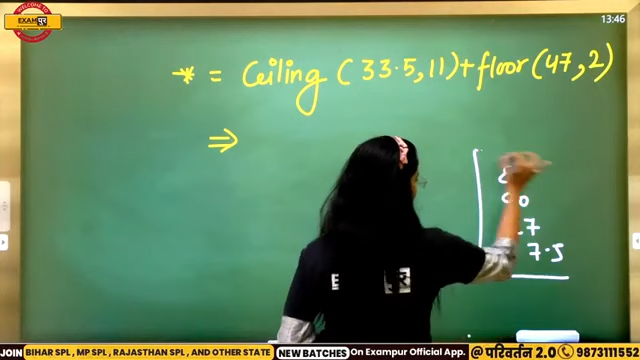 WELCOME TO
EXAM पुर
13:46
* = Ceiling (33.5,11)+floor(47,2)
⇒
7
7.5
JOIN BIHAR SPL , MP SPL , RAJASTHAN SPL , AND OTHER STATE NEW BATCHES On Exampur Official App. @ परिवर्तन 2.0 9873111552